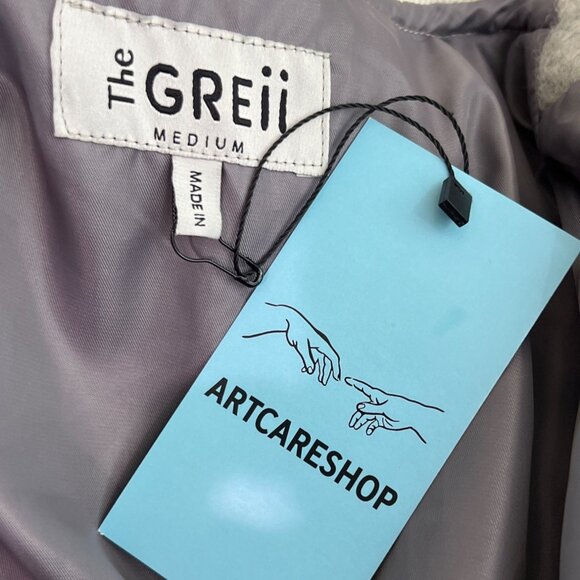 The GREii
MEDIUM
MADE IN
ARTCARESHOP